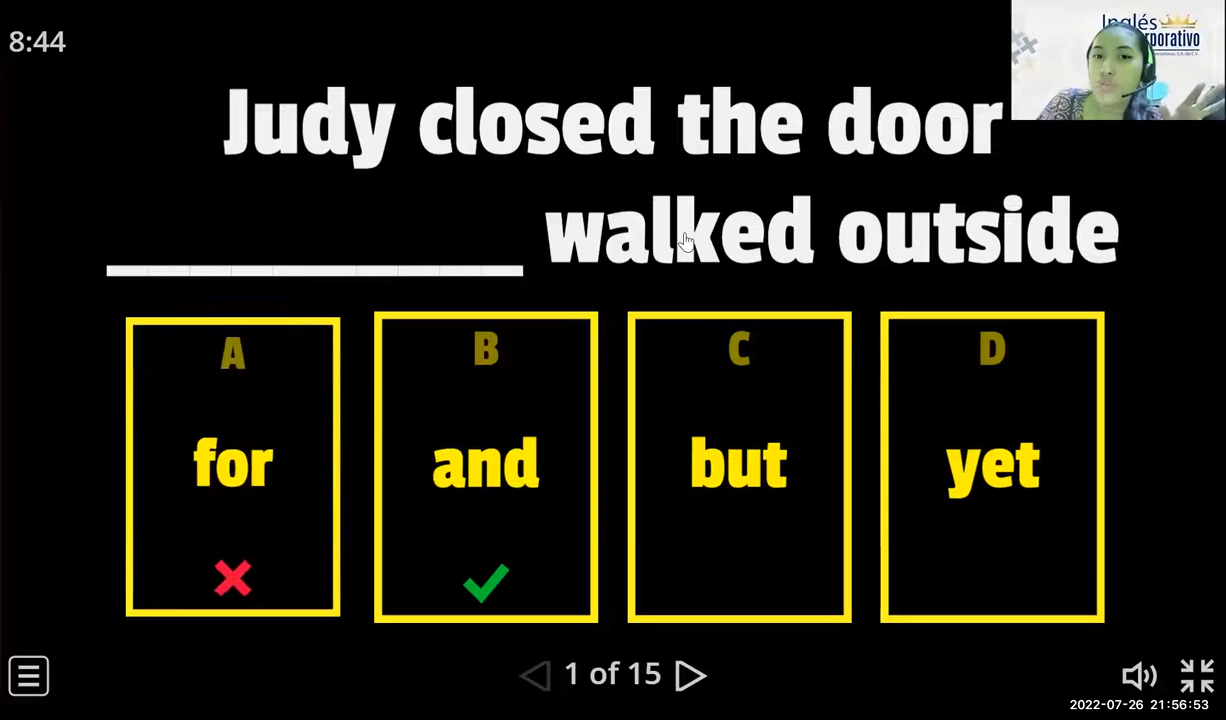 8:44
Inglés
Judy closed the door
__________ walked outside
A
B
C
D
for
and
but
yet
1 of 15
2022-07-26 21:56:53